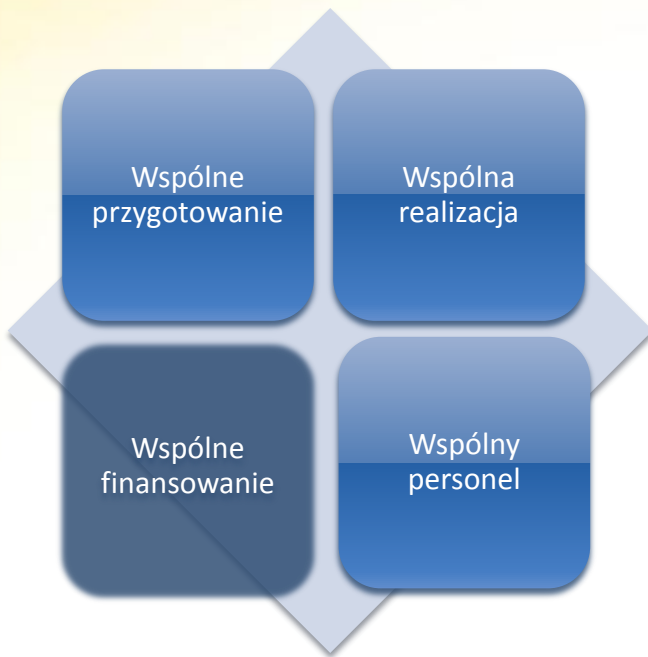 Wspólne
przygotowanie
Wspólna
realizacja
Wspólne
finansowanie
Wspólny
personel